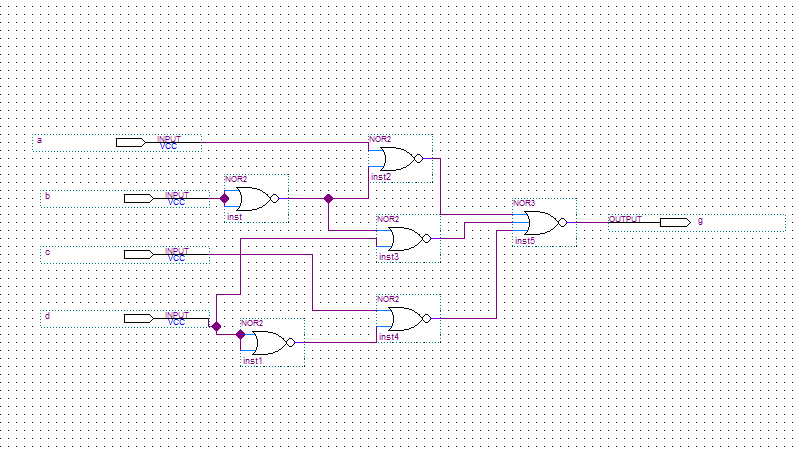 a INPUT VCC
NOR2
inst2
b INPUT VCC
NOR2
inst
NOR3
inst5
OUTPUT g
NOR2
inst3
c INPUT VCC
NOR2
inst4
d INPUT VCC
NOR2
inst1